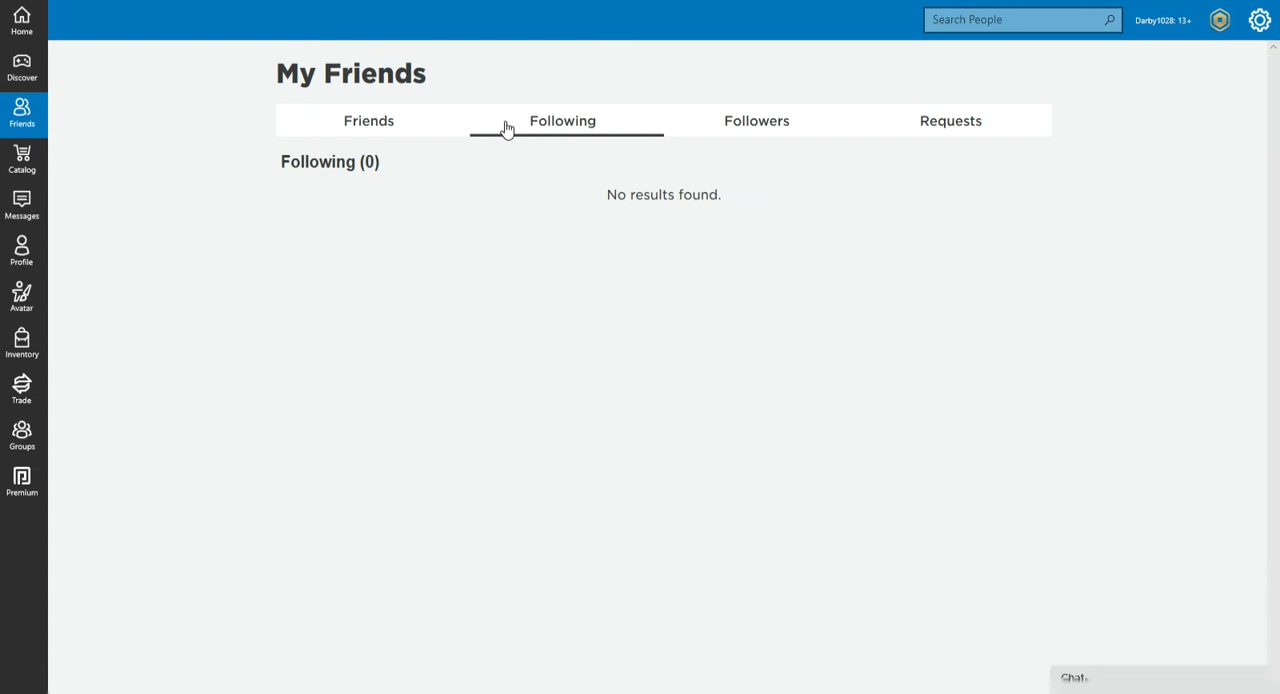 Home
Discover
Friends
Catalog
Messages
Profile
Avatar
Inventory
Trade
Groups
Premium
Search People
Darby1028: 13+
My Friends
Friends Following Followers Requests
Following (0)
No results found.
Chat